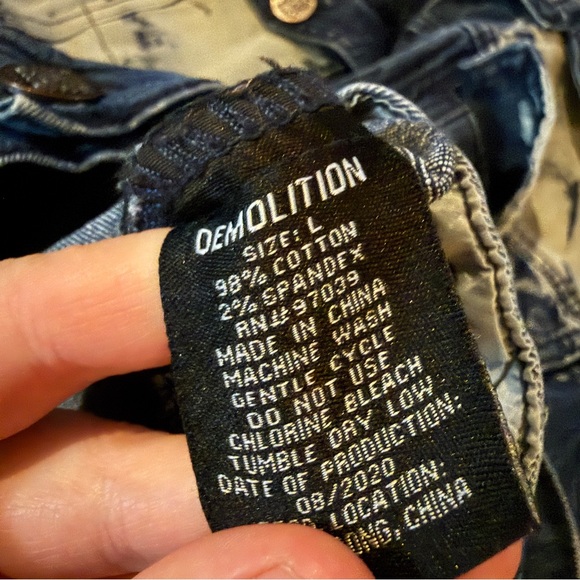 DEMOLITION
SIZE: L
98% COTTON
2% SPANDEX
RN# 97039
MADE IN CHINA
MACHINE WASH
GENTLE CYCLE
DO NOT USE
CHLORINE BLEACH
TUMBLE DRY LOW
DATE OF PRODUCTION:
08/2020
LOCATION:
CHINA